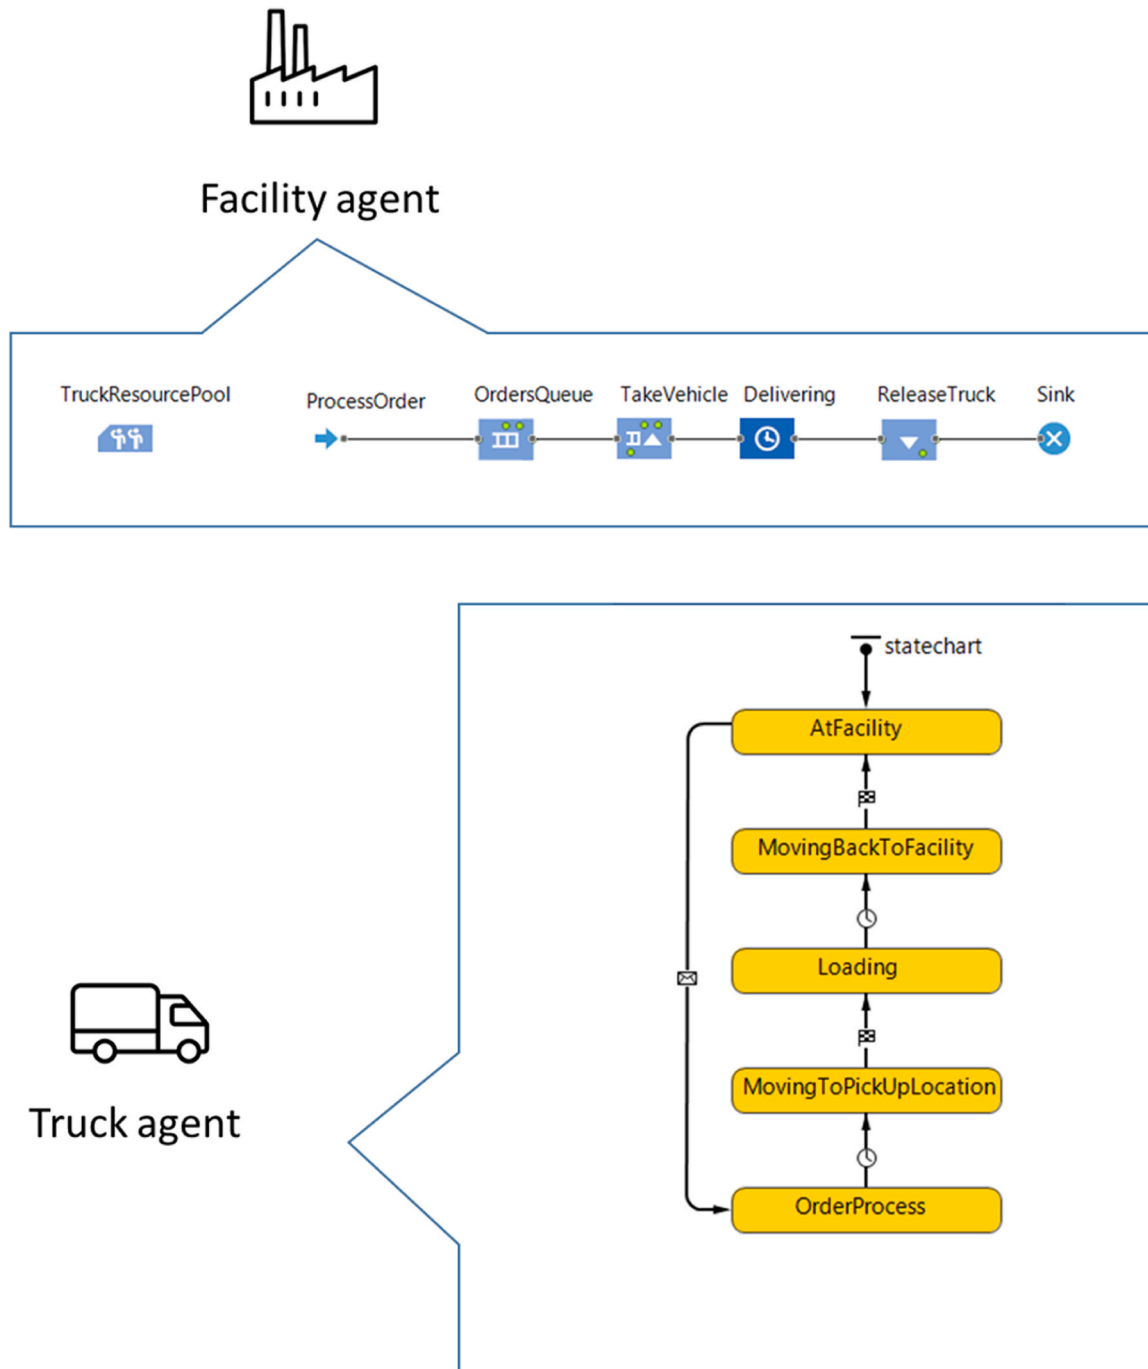 Facility agent
TruckResourcePool
ProcessOrder
OrdersQueue
TakeVehicle
Delivering
ReleaseTruck
Sink
statechart
AtFacility
MovingBackToFacility
Loading
MovingToPickUpLocation
OrderProcess
Truck agent